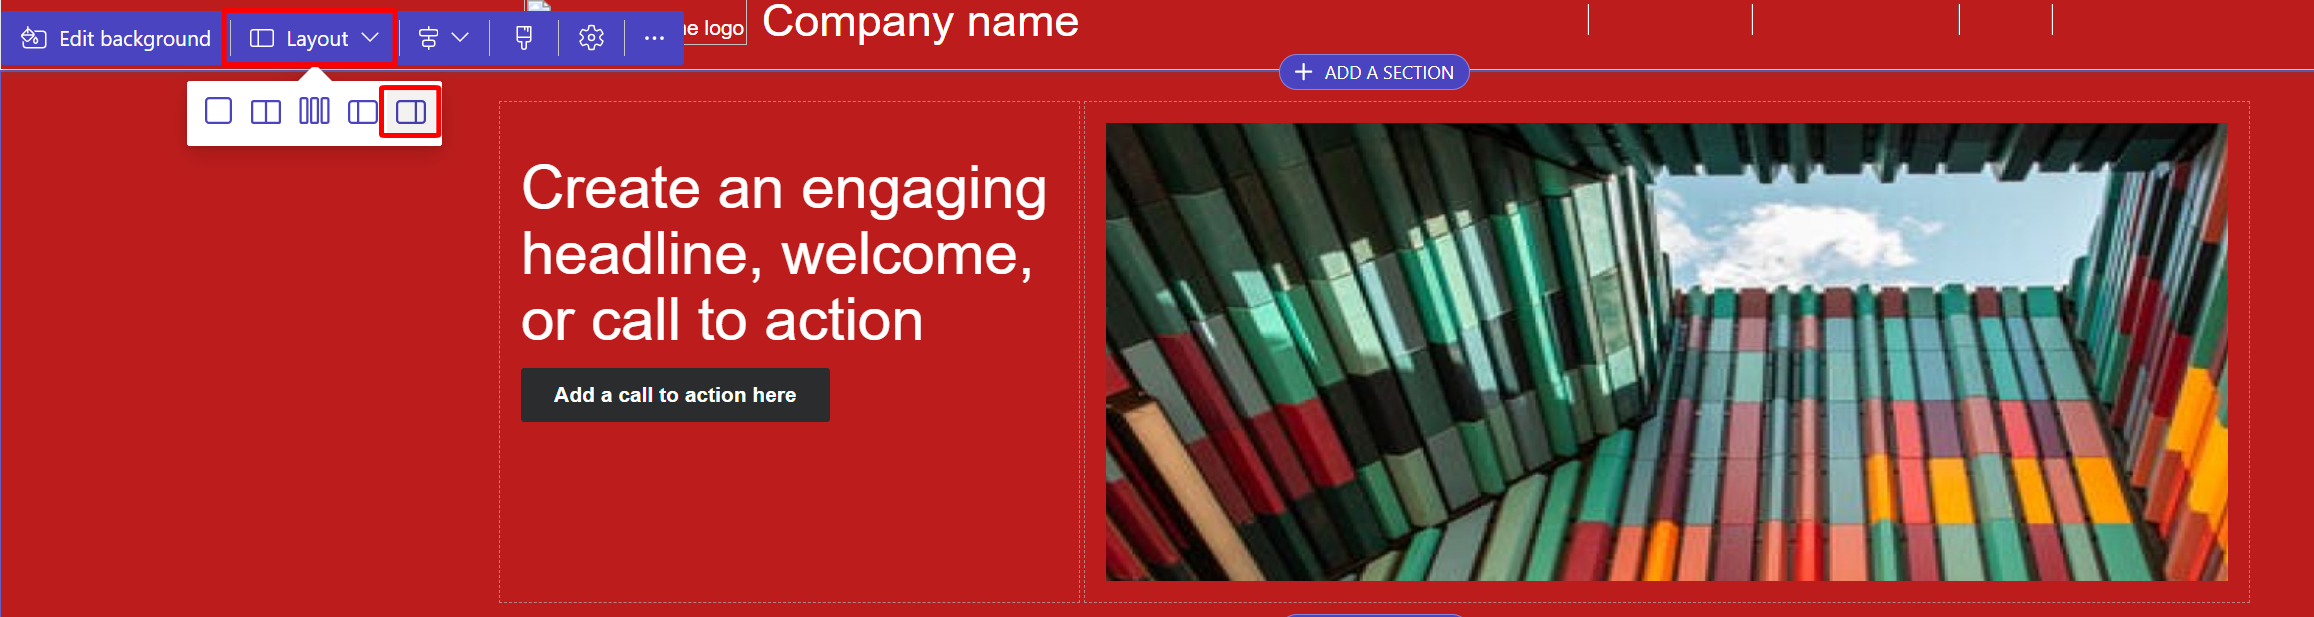 Company name
Edit background
Layout
e logo
ADD A SECTION
Create an engaging
headline, welcome,
or call to action
Add a call to action here